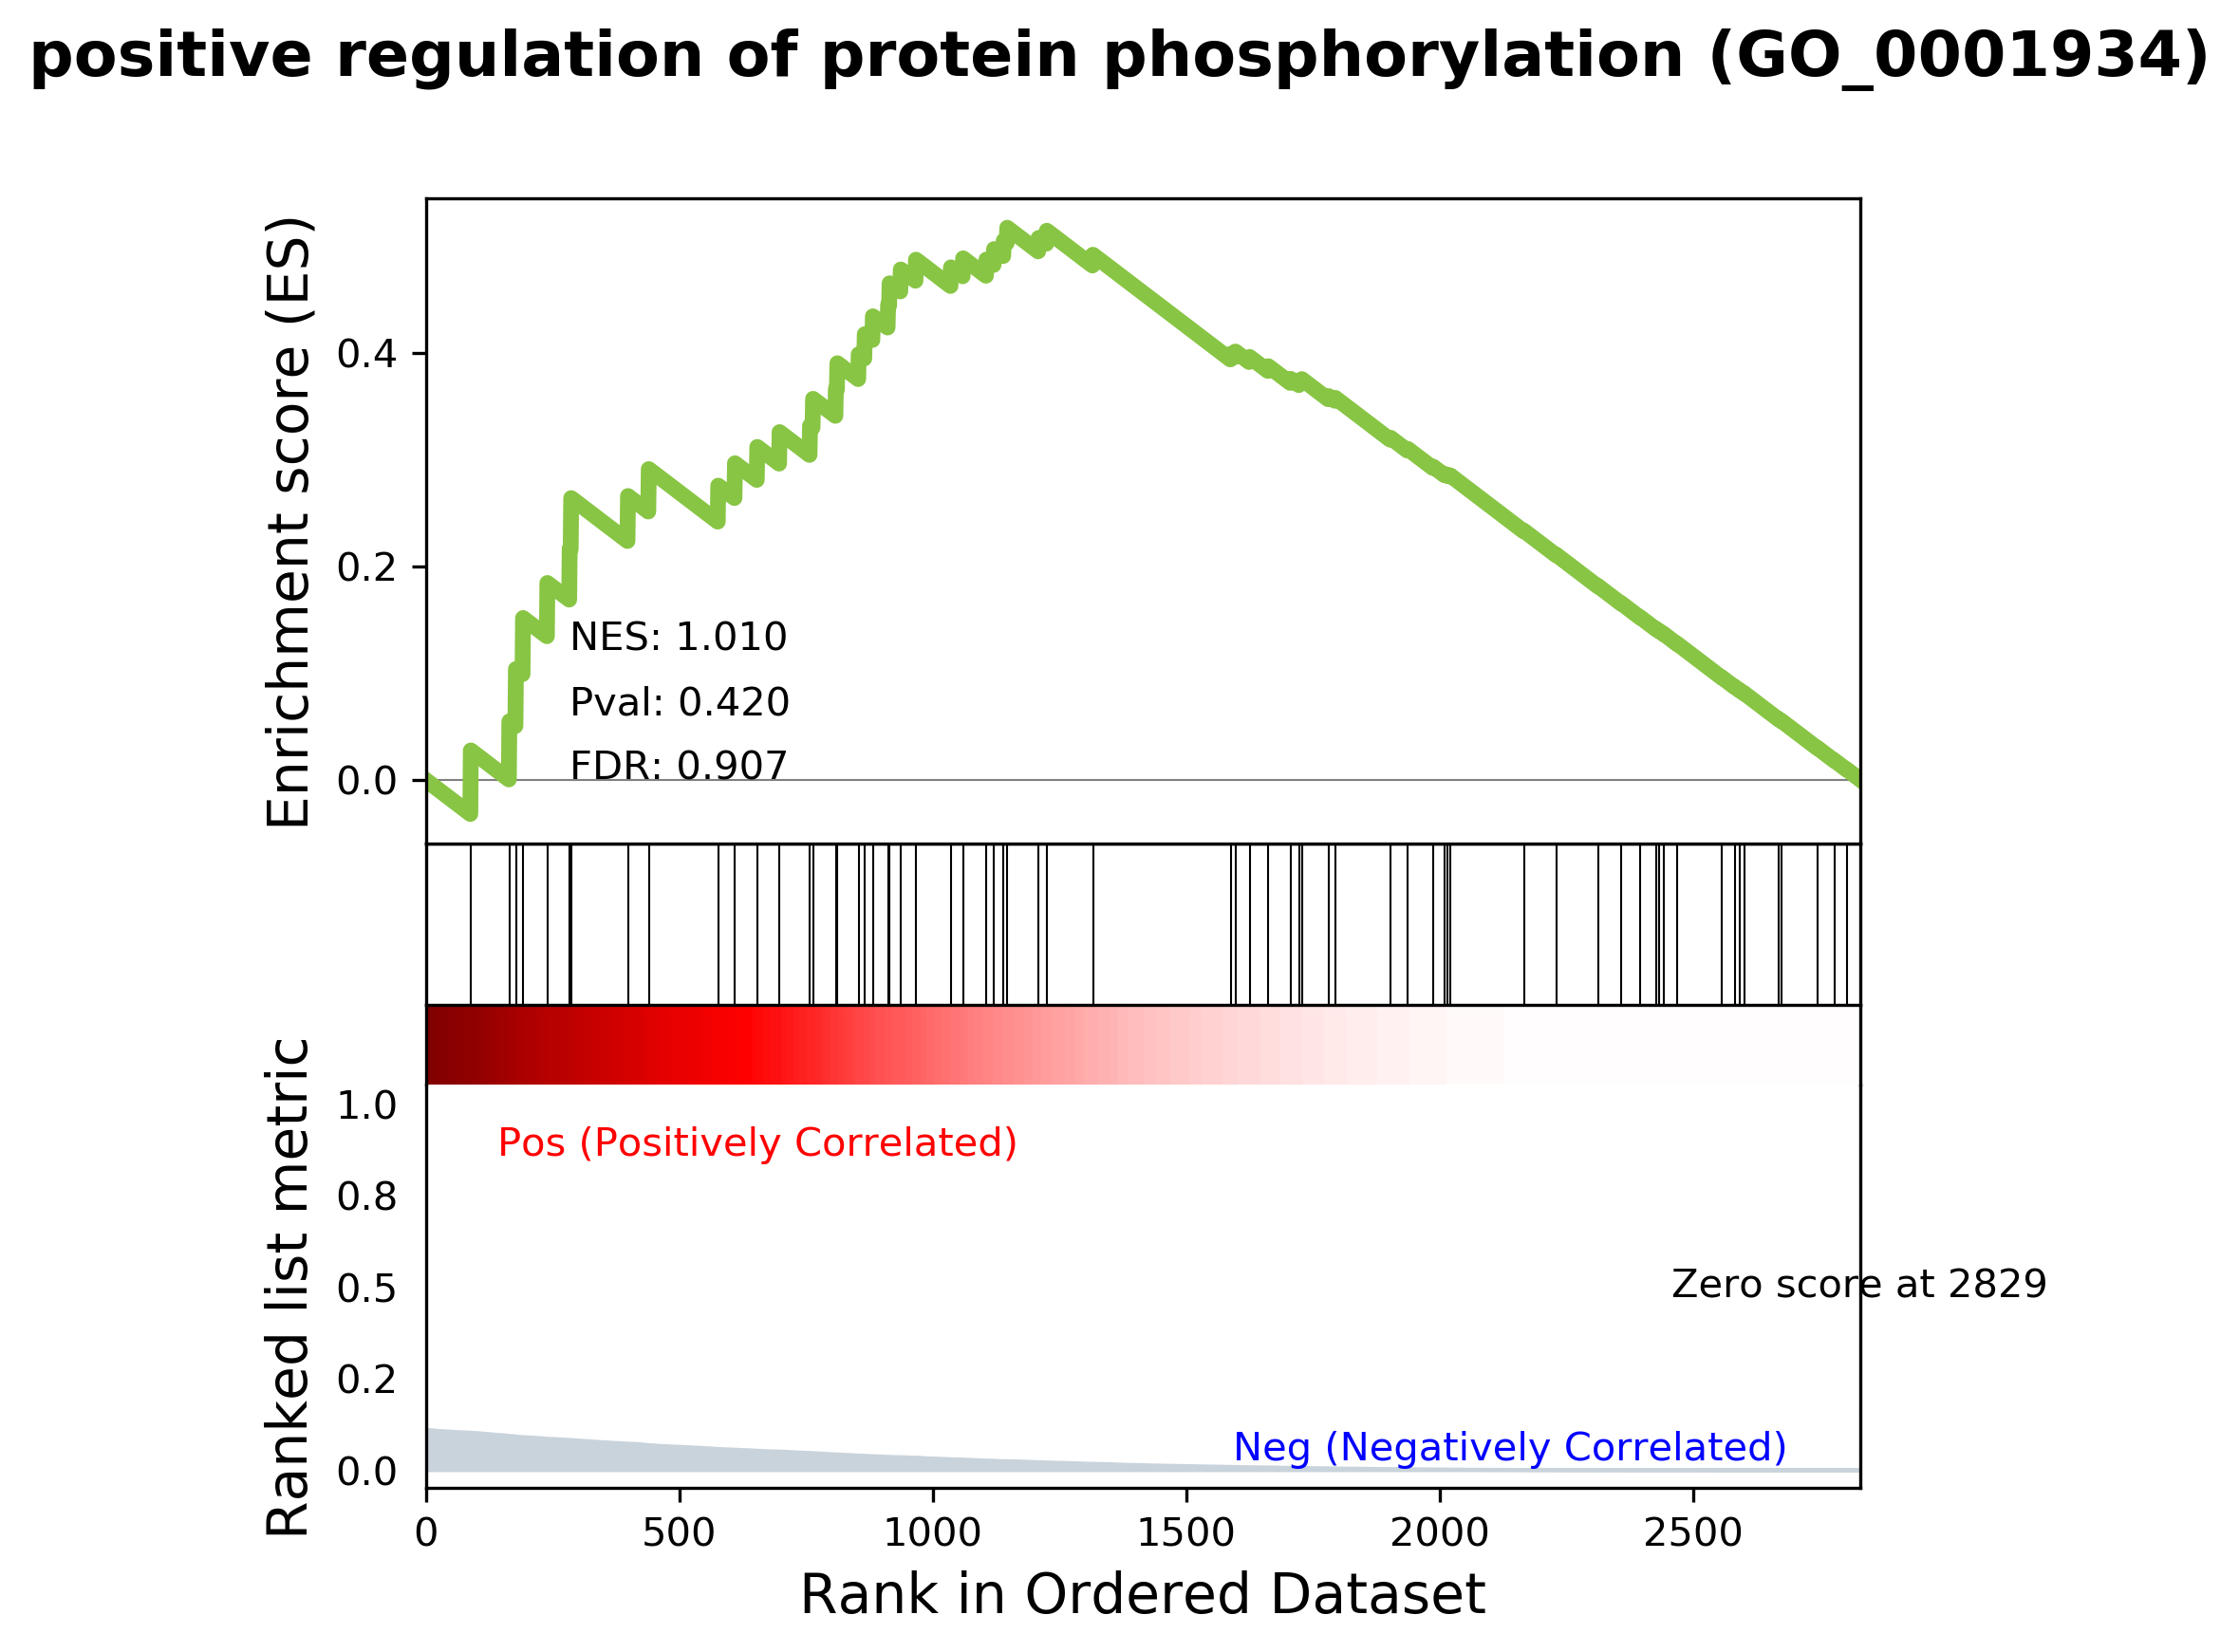 positive regulation of protein phosphorylation (GO_0001934)
Enrichment score (ES)
0.4
0.2
0.0
NES: 1.010
Pval: 0.420
FDR: 0.907
Ranked list metric
1.0
0.8
0.5
0.2
0.0
Pos (Positively Correlated)
Zero score at 2829
Neg (Negatively Correlated)
0 500 1000 1500 2000 2500
Rank in Ordered Dataset